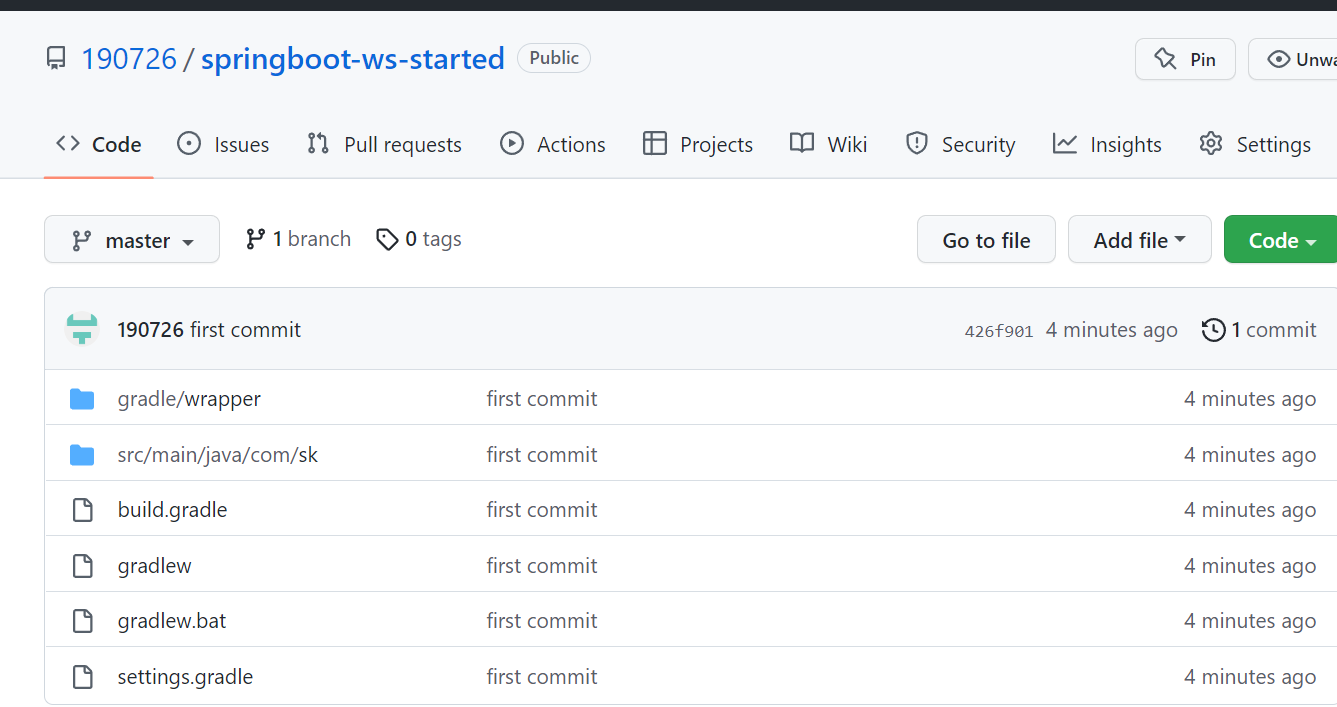 190726 / springboot-ws-started Public Pin
Code Issues Pull requests Actions Projects Wiki Security Insights Settings
master 1 branch 0 tags Go to file Add file Code
190726 first commit 426f901 4 minutes ago 1 commit
gradle/wrapper first commit 4 minutes ago
src/main/java/com/sk first commit 4 minutes ago
build.gradle first commit 4 minutes ago
gradlew first commit 4 minutes ago
gradlew.bat first commit 4 minutes ago
settings.gradle first commit 4 minutes ago